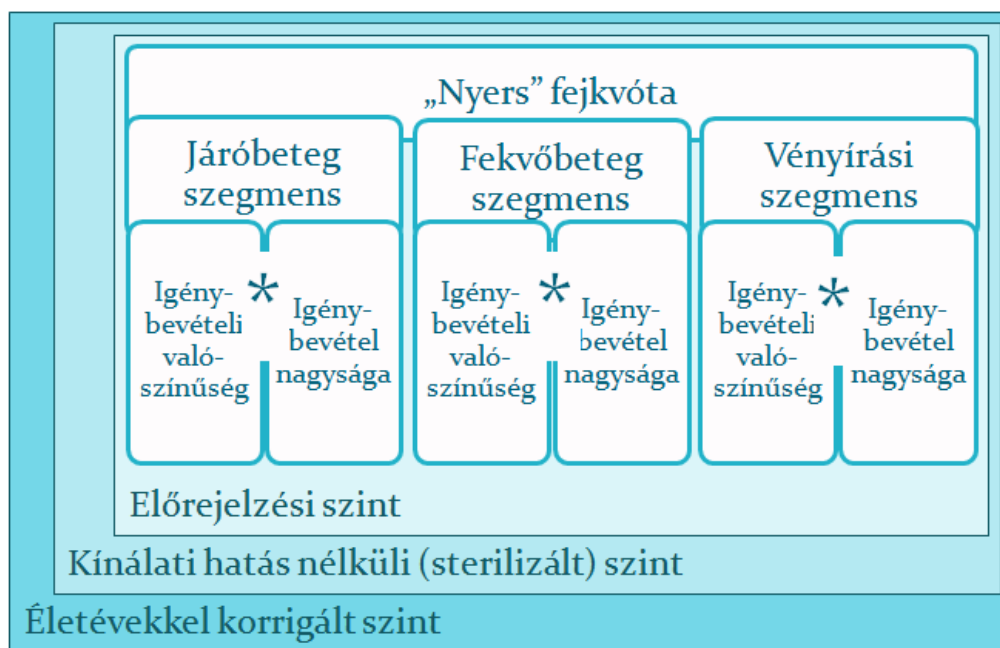 „Nyers” fejkvóta
Járóbeteg
szegmens
Fekvőbeteg
szegmens
Vényírási
szegmens
Igény-
bevételi
való-
színűség
*
Igény-
bevétel
nagysága
Igény-
bevételi
való-
színűség
*
Igény-
bevétel
nagysága
Igény-
bevételi
való-
színűség
*
Igény-
bevétel
nagysága
Előrejelzési szint
Kínálati hatás nélküli (sterilizált) szint
Életévekkel korrigált szint